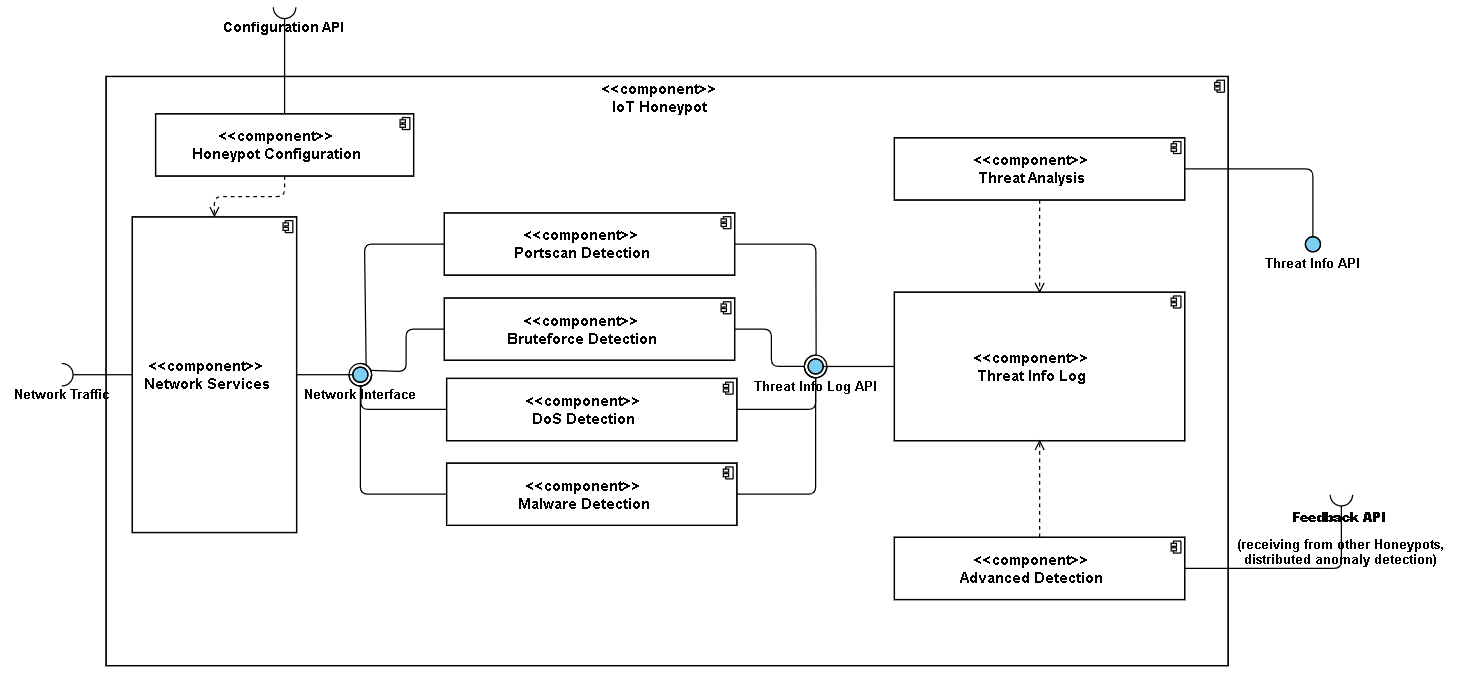 Configuration API
<<component>>
IoT Honeypot
<<component>>
Honeypot Configuration
<<component>>
Threat Analysis
<<component>>
Portscan Detection
Threat Info API
<<component>>
Bruteforce Detection
<<component>>
Network Services
Network Traffic
Network Interface
<<component>>
Threat Info Log
Threat Info Log API
<<component>>
DoS Detection
<<component>>
Malware Detection
Feedback API
(receiving from other Honeypots,
distributed anomaly detection)
<<component>>
Advanced Detection